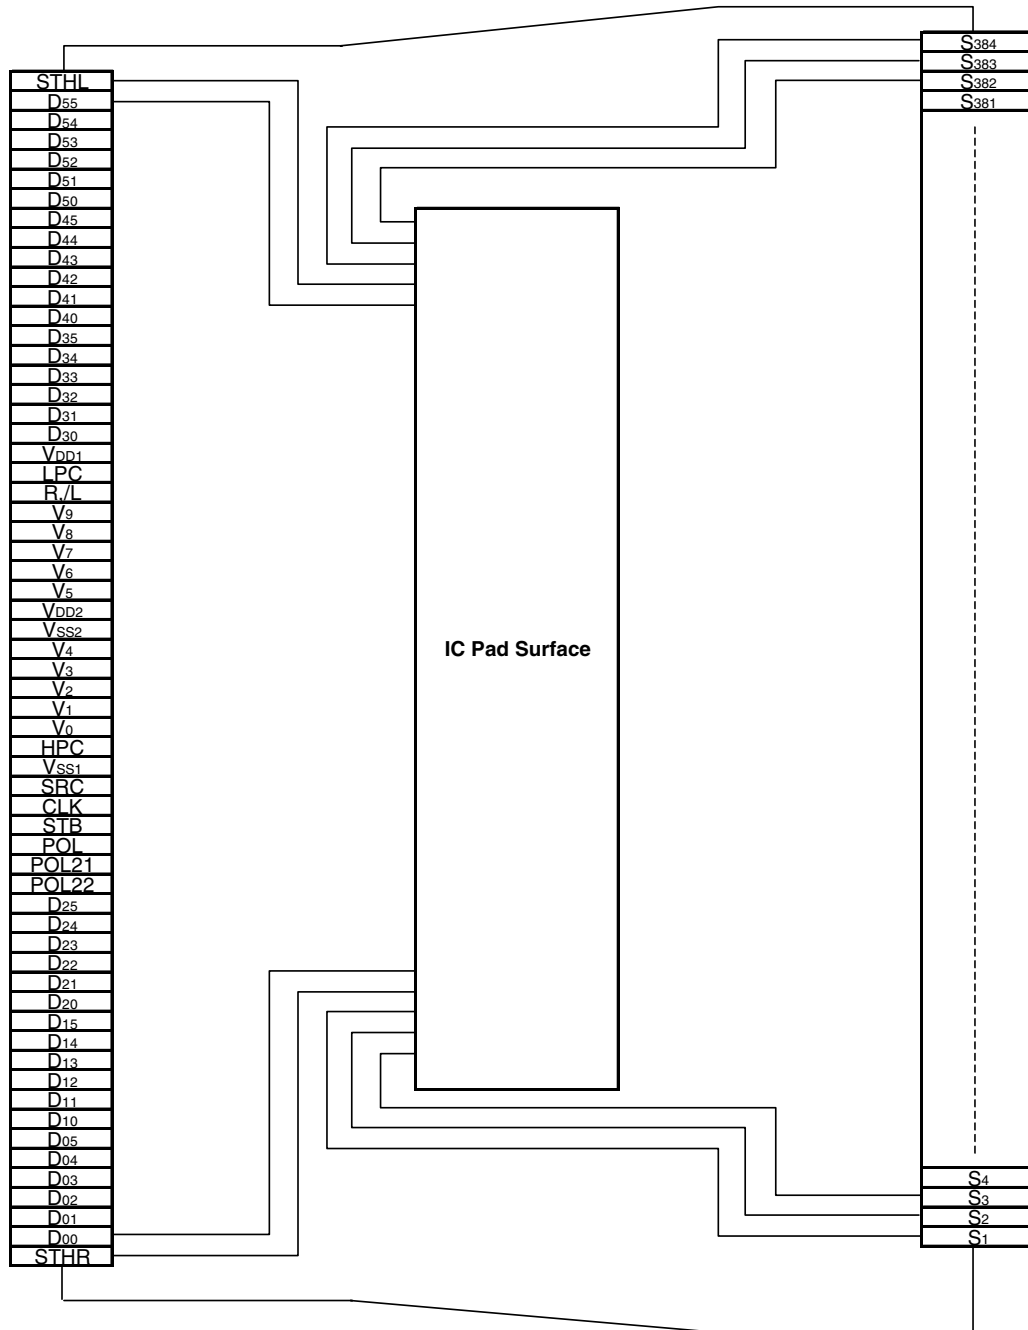 STHL
D55
D54
D53
D52
D51
D50
D45
D44
D43
D42
D41
D40
D35
D34
D33
D32
D31
D30
VDD1
LPC
R,/L
V9
V8
V7
V6
V5
VDD2
VSS2
V4
V3
V2
V1
V0
HPC
VSS1
SRC
CLK
STB
POL
POL21
POL22
D25
D24
D23
D22
D21
D20
D15
D14
D13
D12
D11
D10
D05
D04
D03
D02
D01
D00
STHR
IC Pad Surface
S384
S383
S382
S381
S4
S3
S2
S1